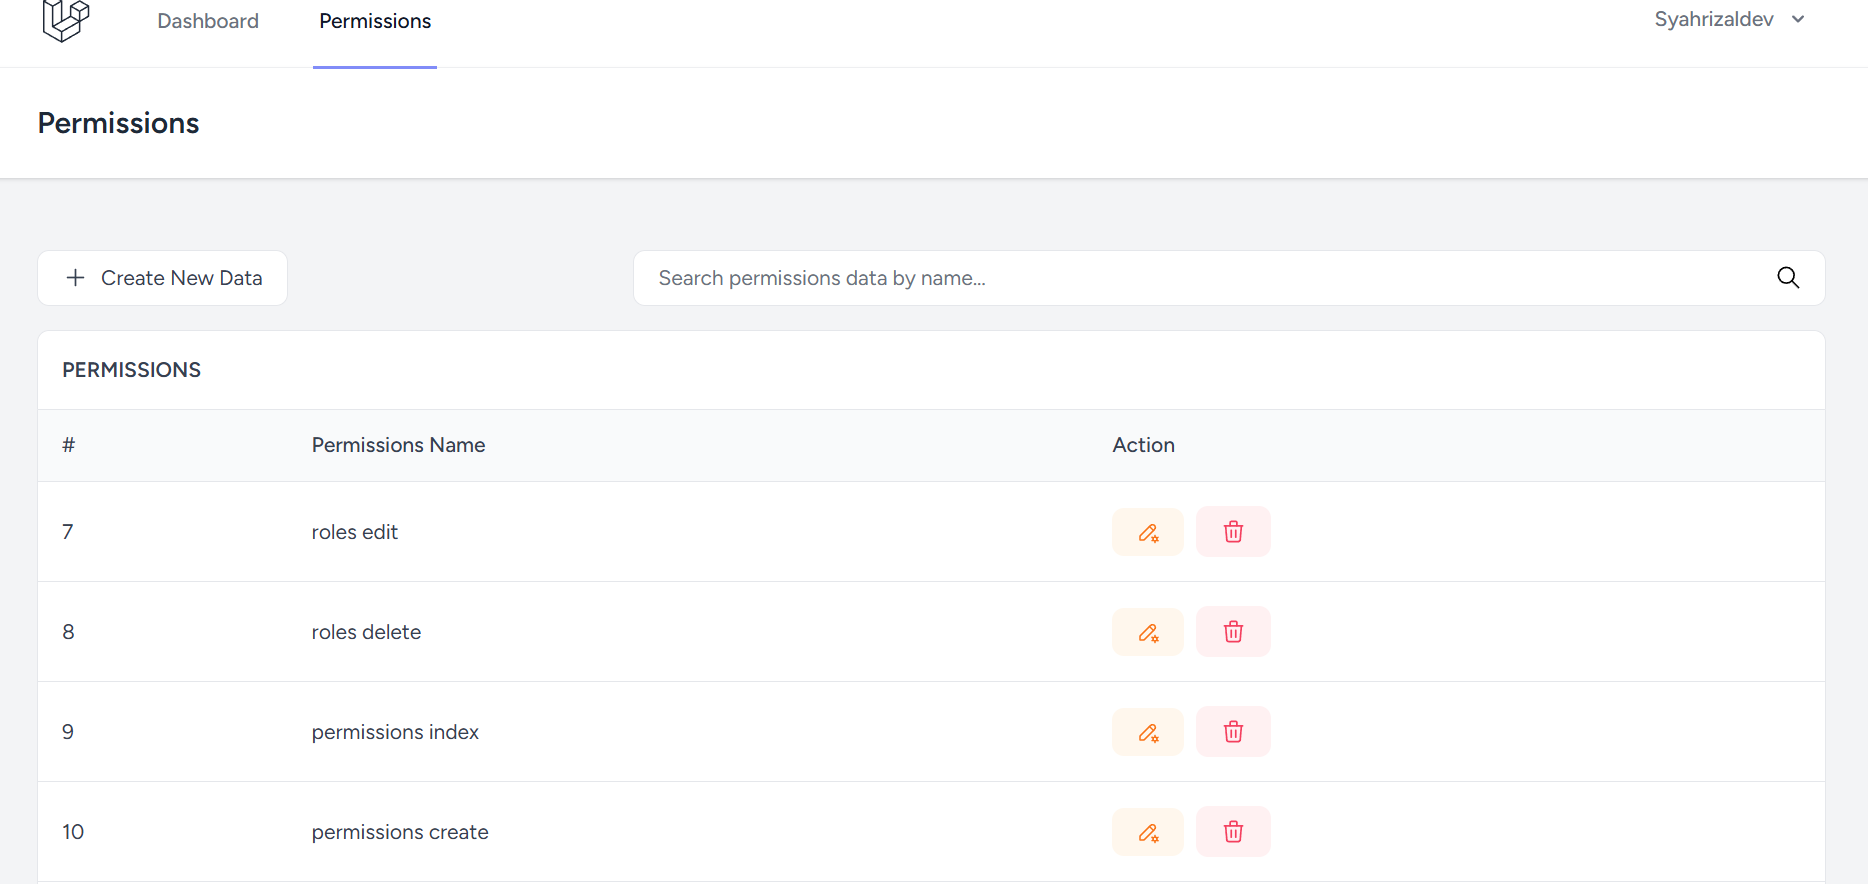 Dashboard Permissions Syahrizaldev
Permissions
Create New Data Search permissions data by name...
PERMISSIONS
# Permissions Name Action
7 roles edit
8 roles delete
9 permissions index
10 permissions create